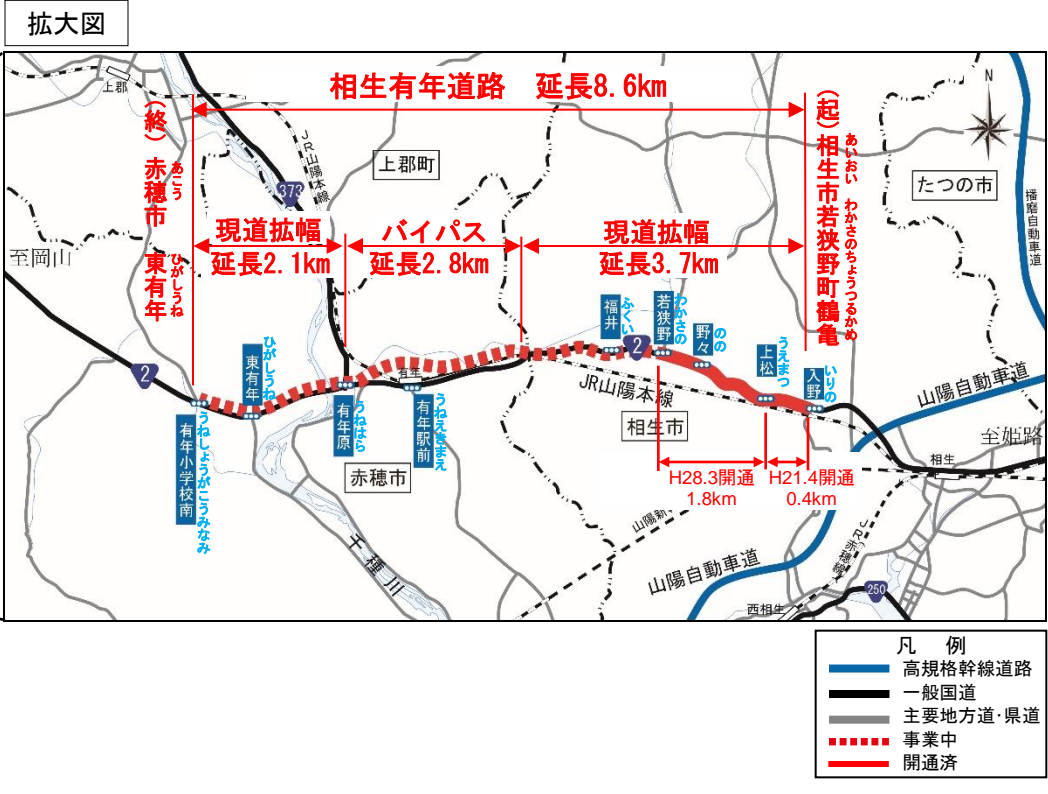 拡大図
相生有年道路 延長8.6km
(終)赤穂市 東有年
あこう
ひがしうね
(起)相生市若狭野町鶴亀
あいおい わかさのちょうつるかめ
現道拡幅
延長2.1km
バイパス
延長2.8km
現道拡幅
延長3.7km
上郡
JR山陽本線
373
上郡町
N
たつの市
播磨自動車道
至岡山
2
東有年
ひがしうね
有年小学校南
うねしょうがこうみなみ
有年原
うねはら
有年
有年駅前
うねえきまえ
福井
ふくい
2
若狭野
わかさの
野々
のの
上松
うえまつ
入野
いりの
JR山陽本線
相生市
赤穂市
千種川
H28.3開通
1.8km
H21.4開通
0.4km
山陽自動車道
至姫路
相生
山陽新
山陽自動車道
JR赤穂線
西相生
250
凡 例
高規格幹線道路
一般国道
主要地方道・県道
事業中
開通済